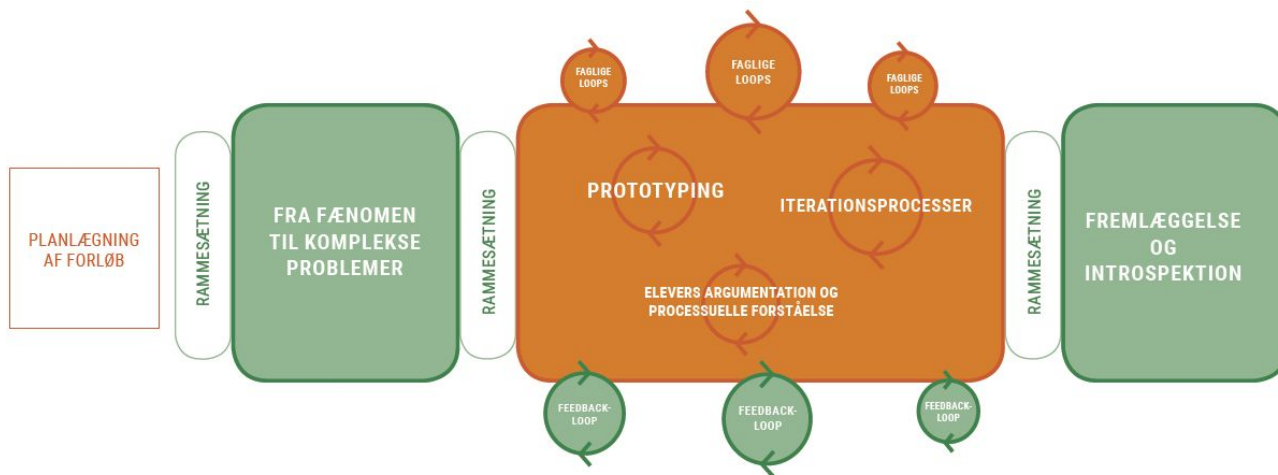 PLANLÆGNING
AF FORLØB
RAMMESÆTNING
FRA FÆNOMEN
TIL KOMPLEKSE
PROBLEMER
RAMMESÆTNING
FAGLIGE
LOOPS
FAGLIGE
LOOPS
FAGLIGE
LOOPS
PROTOTYPING
ITERATIONSPROCESSER
ELEVERS ARGUMENTATION OG
PROCESSUELLE FORSTÅELSE
FEEDBACK-
LOOP
FEEDBACK-
LOOP
FEEDBACK-
LOOP
RAMMESÆTNING
FREMLÆGGELSE
OG
INTROSPEKTION